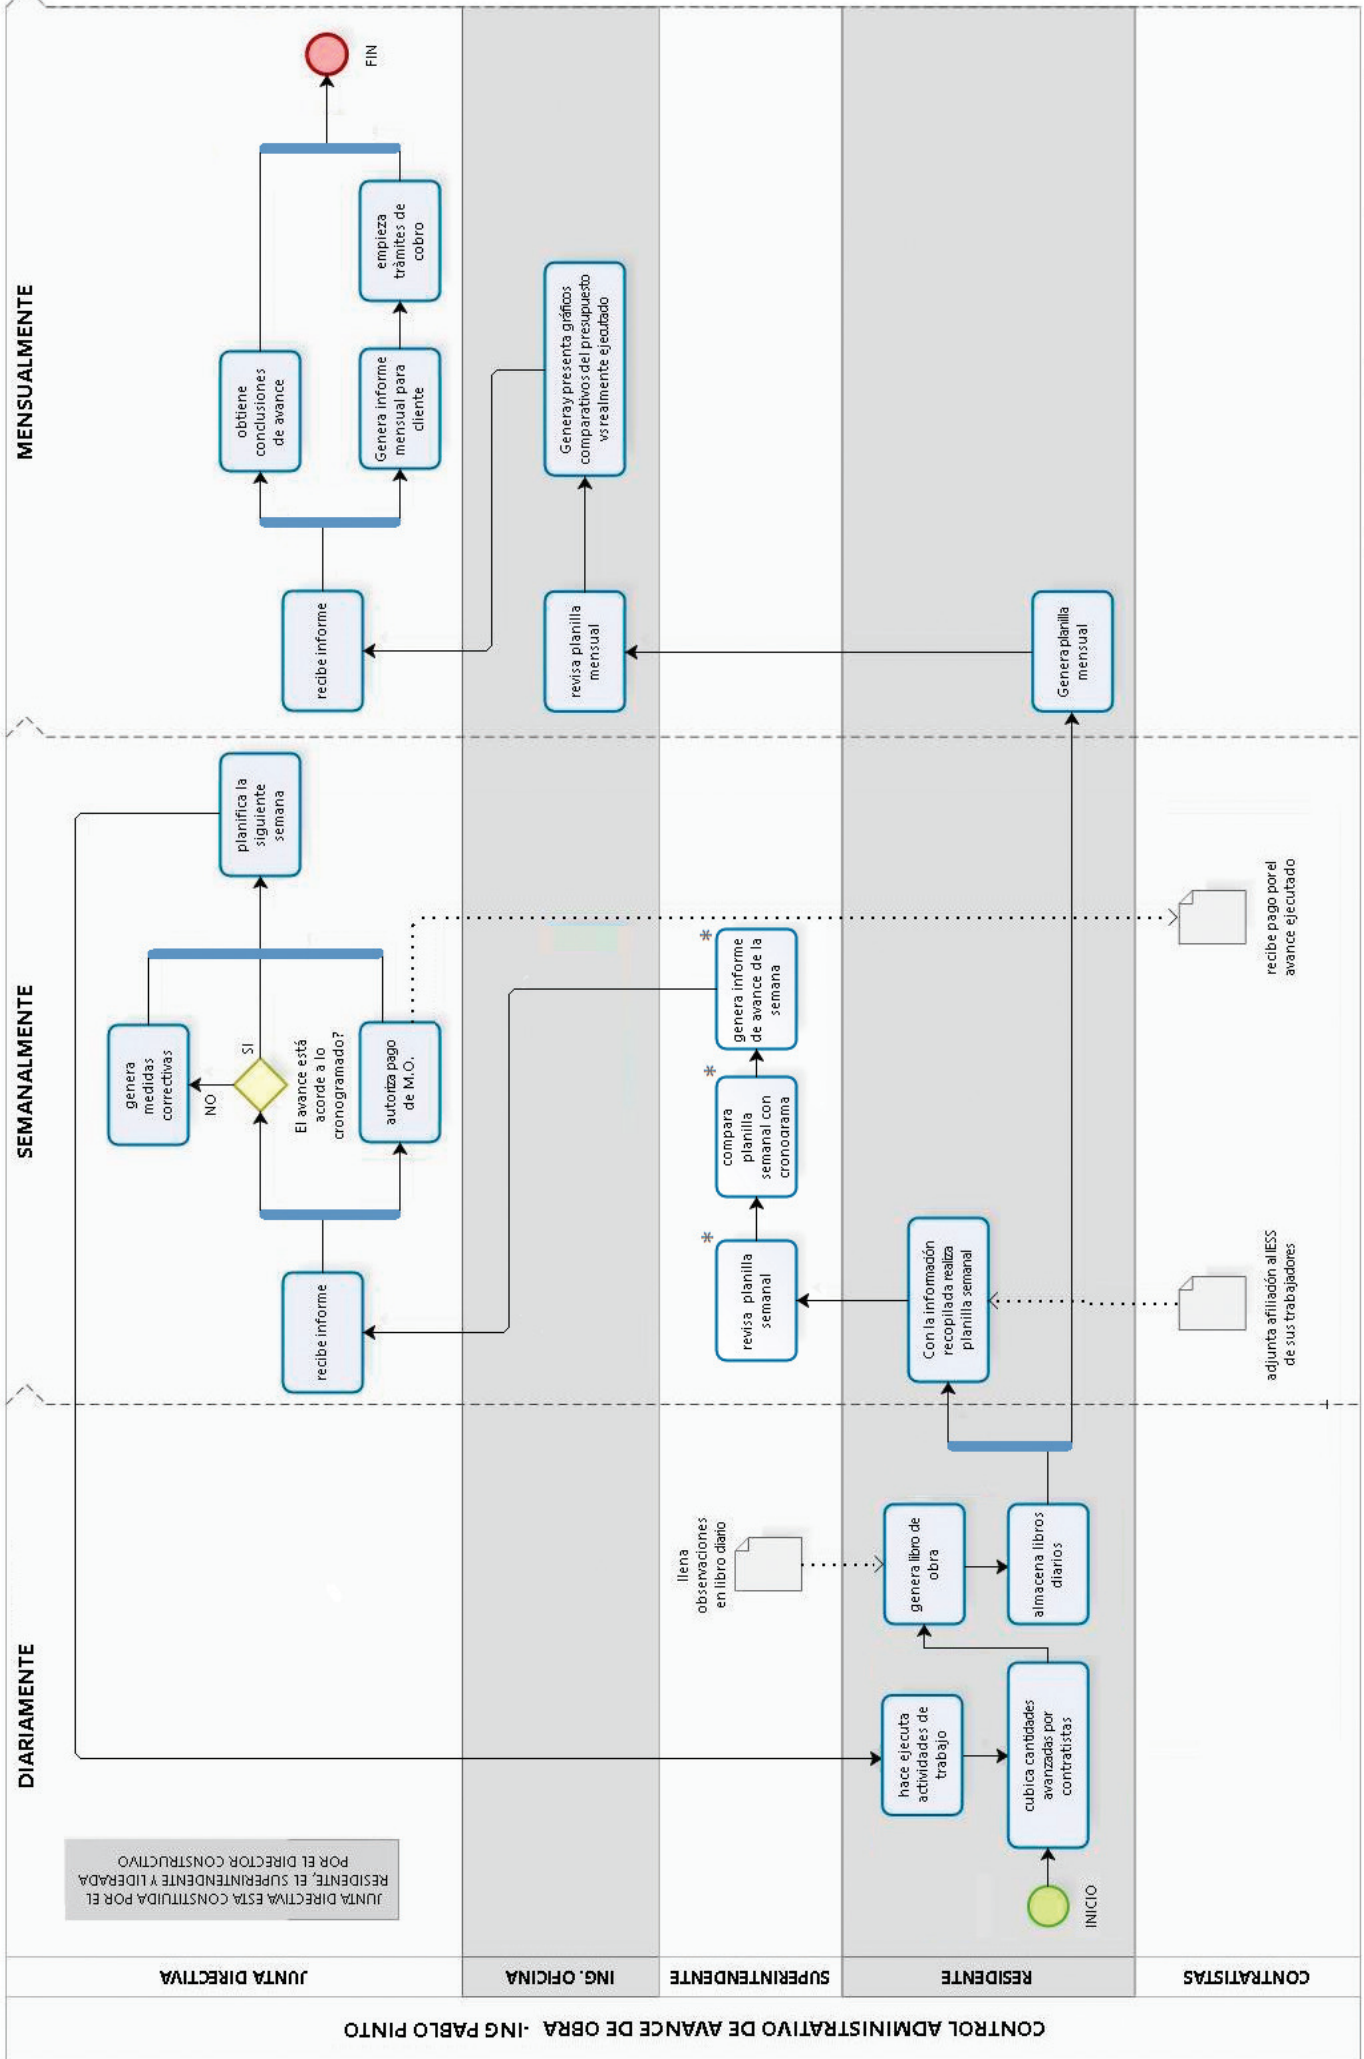 CONTROL ADMINISTRATIVO DE AVANCE DE OBRA -ING PABLO PINTO
JUNTA DIRECTIVA
ING. OFICINA
SUPERINTENDENTE
RESIDENTE
CONTRATISTAS
DIARIAMENTE
SEMANALMENTE
MENSUALMENTE
JUNTA DIRECTIVA ESTA CONSTITUIDA POR EL
RESIDENTE, EL SUPERINTENDENTE Y LIDERADA
POR EL DIRECTOR CONSTRUCTIVO
INICIO
cubica cantidades
avanzadas por
contratistas
hace ejecuta
actividades de
trabajo
genera libro de
obra
almacena libros
diarios
llena
observaciones
en libro diario
Con la información
recopilada realiza
planilla semanal
adjunta afiliación al IESS
de sus trabajadores
*
revisa planilla
semanal
*
compara
planilla
semanal con
cronograma
*
genera informe
de avance de la
semana
recibe informe
El avance está
acorde a lo
cronogramado?
NO
SI
genera
medidas
correctivas
autoriza pago
de M.O.
planifica la
siguiente
semana
recibe pago por el
avance ejecutado
Genera planilla
mensual
revisa planilla
mensual
Genera y presenta gráficos
comparativos del presupuesto
vs realmente ejecutado
recibe informe
obtiene
conclusiones
de avance
Genera informe
mensual para
cliente
empieza
tràmites de
cobro
FIN